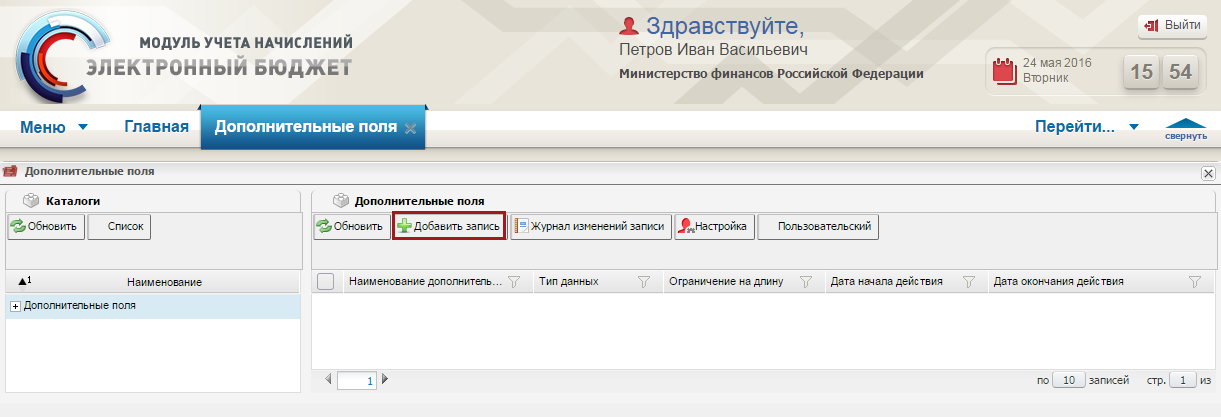 МОДУЛЬ УЧЕТА НАЧИСЛЕНИЙ
ЭЛЕКТРОННЫЙ БЮДЖЕТ
Здравствуйте,
Петров Иван Васильевич
Министерство финансов Российской Федерации
Выйти
24 мая 2016
Вторник
15 54
Меню Главная Дополнительные поля Перейти... свернуть
Дополнительные поля
Каталоги
Обновить Список
1 Наименование
Дополнительные поля
Дополнительные поля
Обновить Добавить запись Журнал изменений записи Настройка Пользовательский
Наименование дополнитель... Тип данных Ограничение на длину Дата начала действия Дата окончания действия
1 по 10 записей стр. 1 из